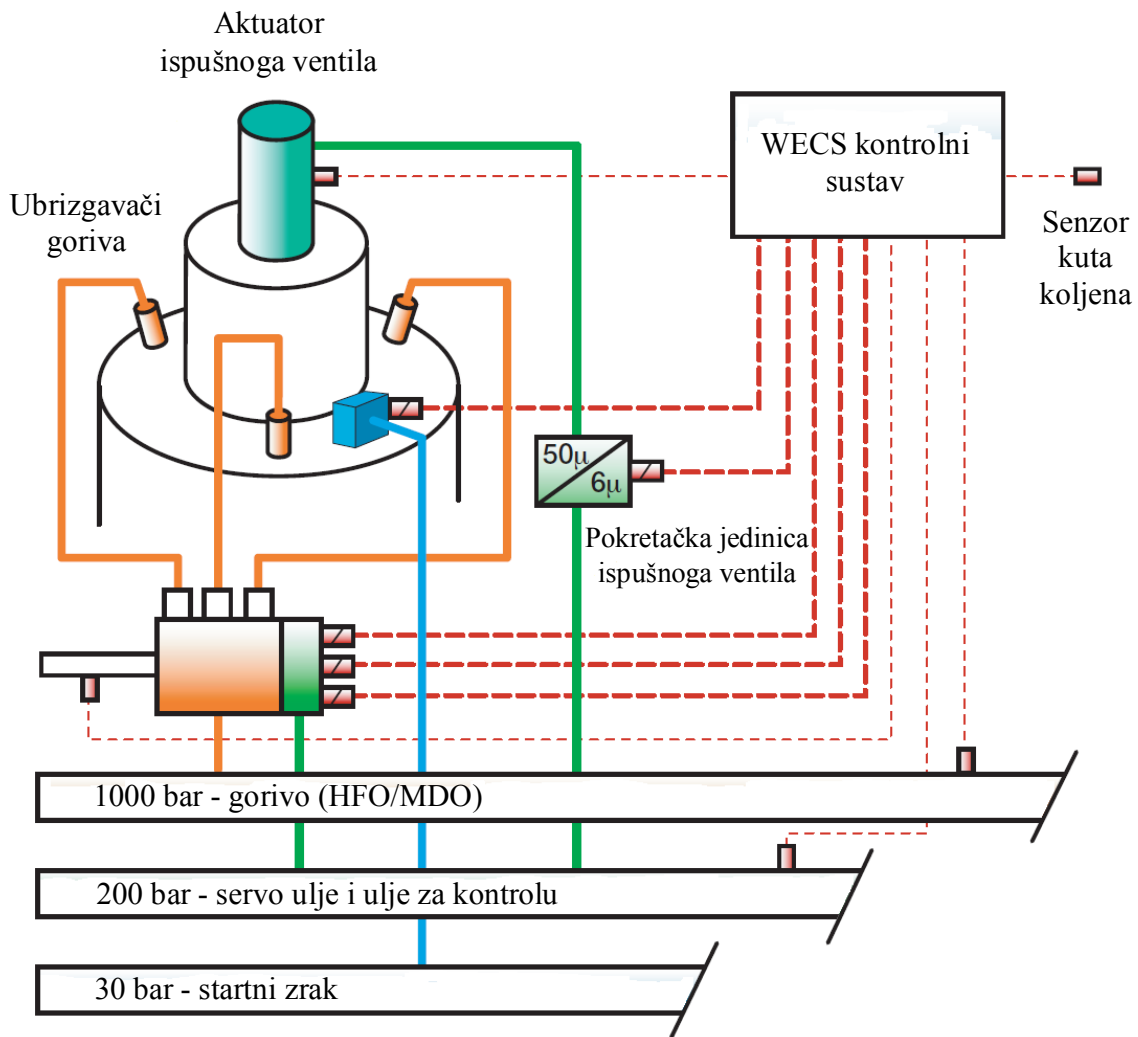 Aktuator
ispušnoga ventila
WECS kontrolni
sustav
Ubrizgavači
goriva
Senzor
kuta
koljena
50μ
6μ
Pokretačka jedinica
ispušnoga ventila
1000 bar - gorivo (HFO/MDO)
200 bar - servo ulje i ulje za kontrolu
30 bar - startni zrak